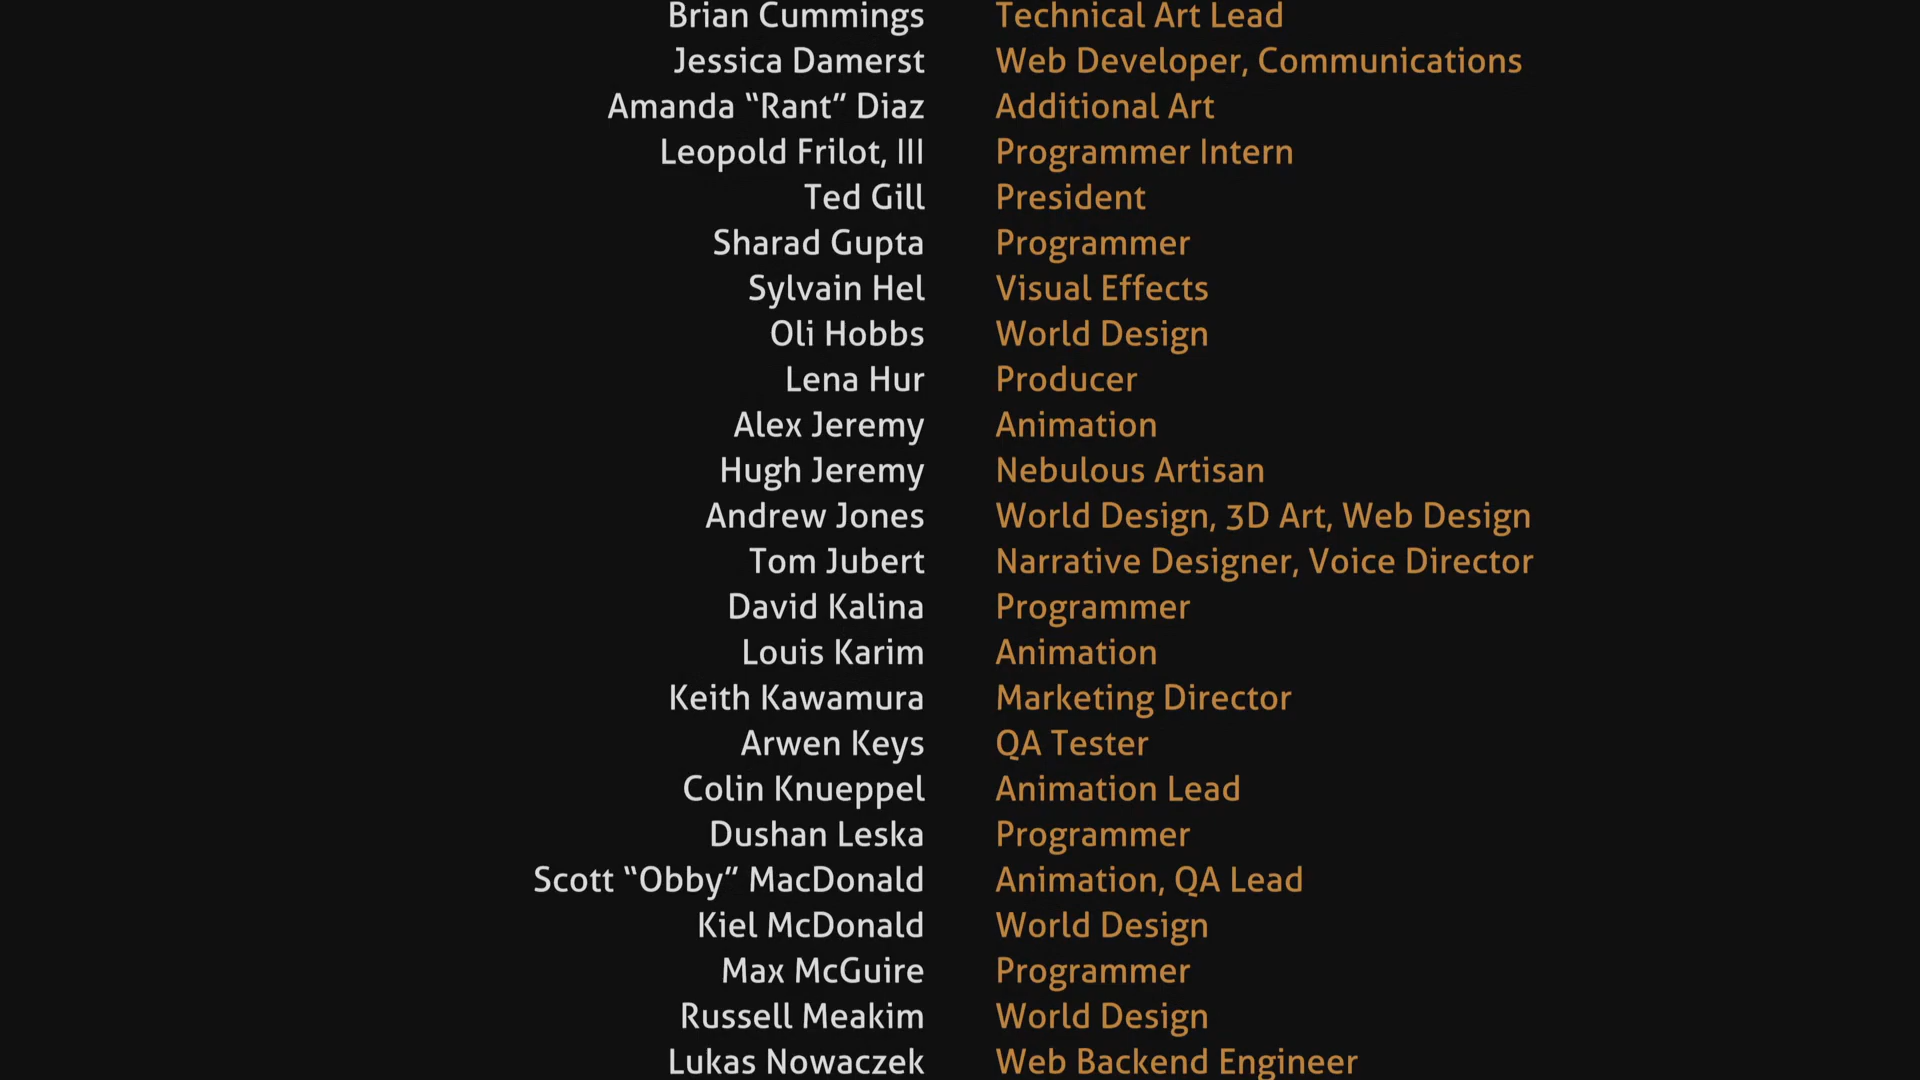 Brian Cummings Technical Art Lead
Jessica Damerst Web Developer, Communications
Amanda “Rant” Diaz Additional Art
Leopold Frilot, III Programmer Intern
Ted Gill President
Sharad Gupta Programmer
Sylvain Hel Visual Effects
Oli Hobbs World Design
Lena Hur Producer
Alex Jeremy Animation
Hugh Jeremy Nebulous Artisan
Andrew Jones World Design, 3D Art, Web Design
Tom Jubert Narrative Designer, Voice Director
David Kalina Programmer
Louis Karim Animation
Keith Kawamura Marketing Director
Arwen Keys QA Tester
Colin Knueppel Animation Lead
Dushan Leska Programmer
Scott “Obby” MacDonald Animation, QA Lead
Kiel McDonald World Design
Max McGuire Programmer
Russell Meakim World Design
Lukas Nowaczek Web Backend Engineer